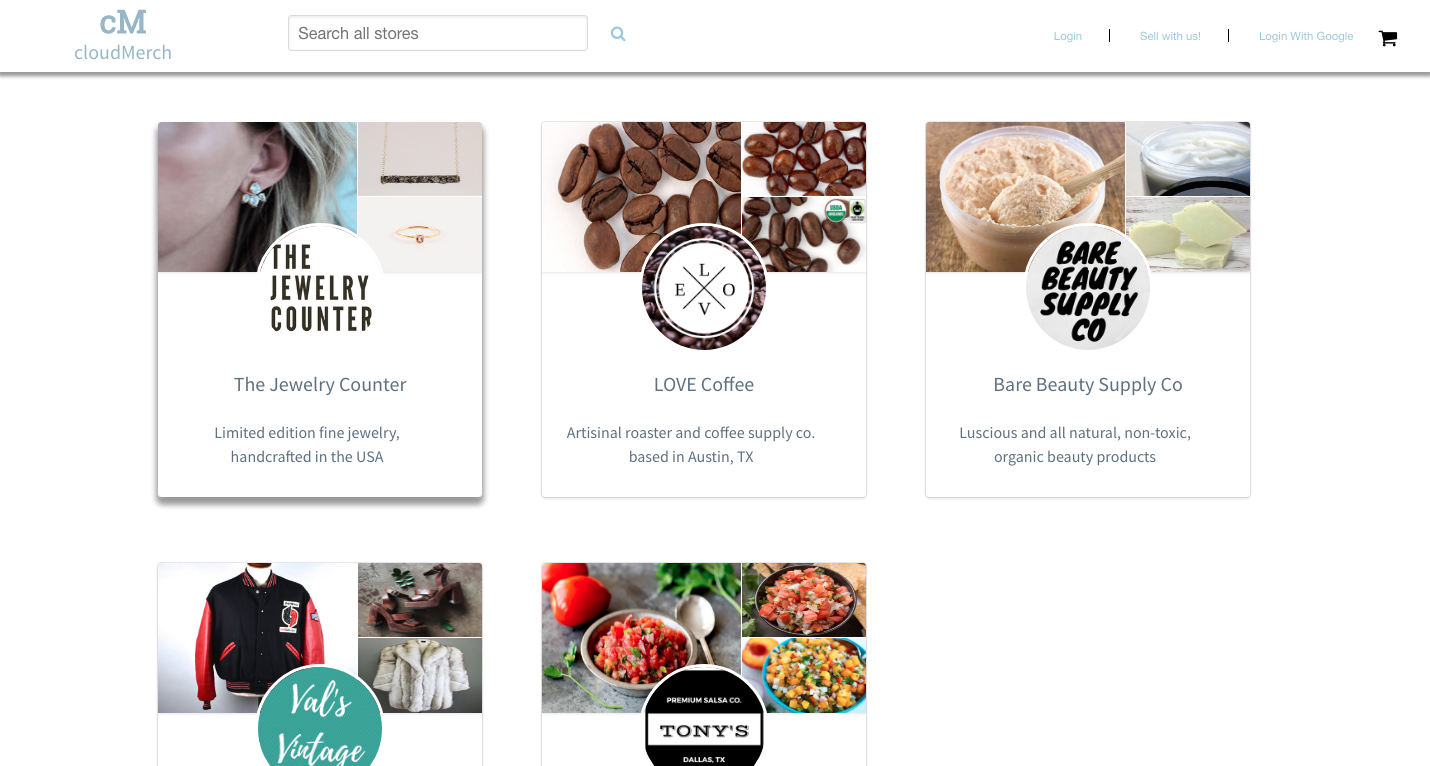 cM
cloudMerch
Search all stores
Login
Sell with us!
Login With Google
USDA
ORGANIC
THE
JEWELRY
COUNTER
L
E O
V
BARE
BEAUTY
SUPPLY
CO
The Jewelry Counter
LOVE Coffee
Bare Beauty Supply Co
Limited edition fine jewelry,
handcrafted in the USA
Artisinal roaster and coffee supply co.
based in Austin, TX
Luscious and all natural, non-toxic,
organic beauty products
Val's
Vintage
PREMIUM SALSA CO.
TONY'S
DALLAS, TX